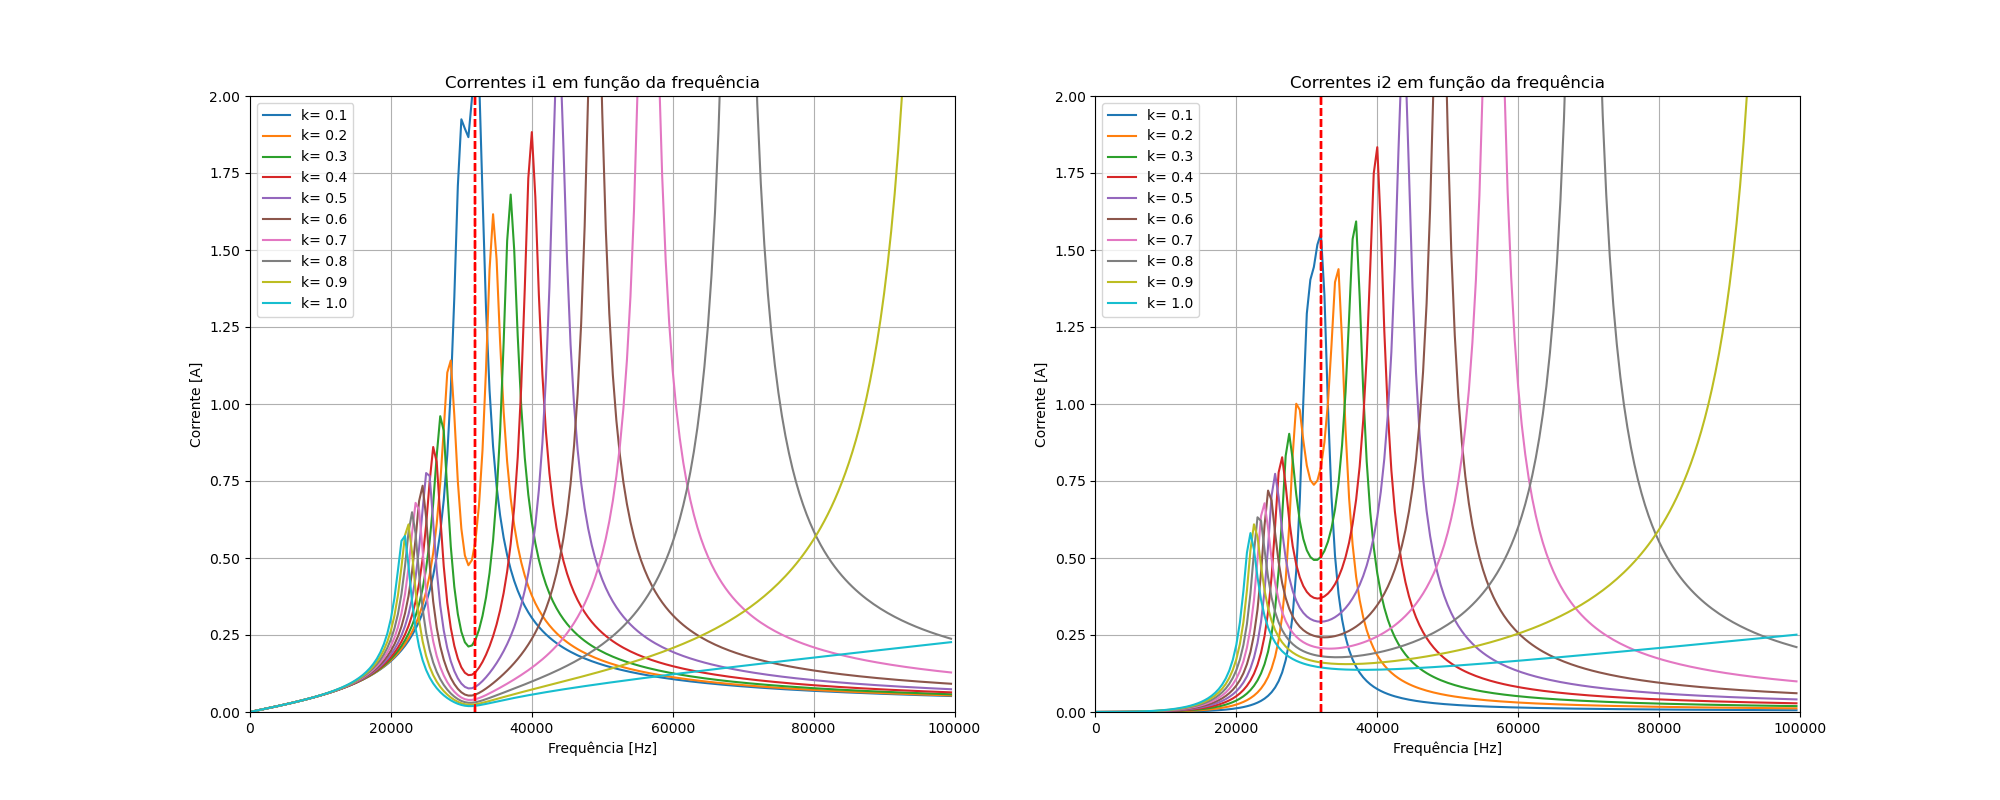 Correntes i1 em função da frequência
2.00
1.75
1.50
1.25
1.00
0.75
0.50
0.25
0.00
Corrente [A]
k= 0.1
k= 0.2
k= 0.3
k= 0.4
k= 0.5
k= 0.6
k= 0.7
k= 0.8
k= 0.9
k= 1.0
0 20000 40000 60000 80000 100000
Frequência [Hz]
Correntes i2 em função da frequência
2.00
1.75
1.50
1.25
1.00
0.75
0.50
0.25
0.00
Corrente [A]
k= 0.1
k= 0.2
k= 0.3
k= 0.4
k= 0.5
k= 0.6
k= 0.7
k= 0.8
k= 0.9
k= 1.0
0 20000 40000 60000 80000 100000
Frequência [Hz]